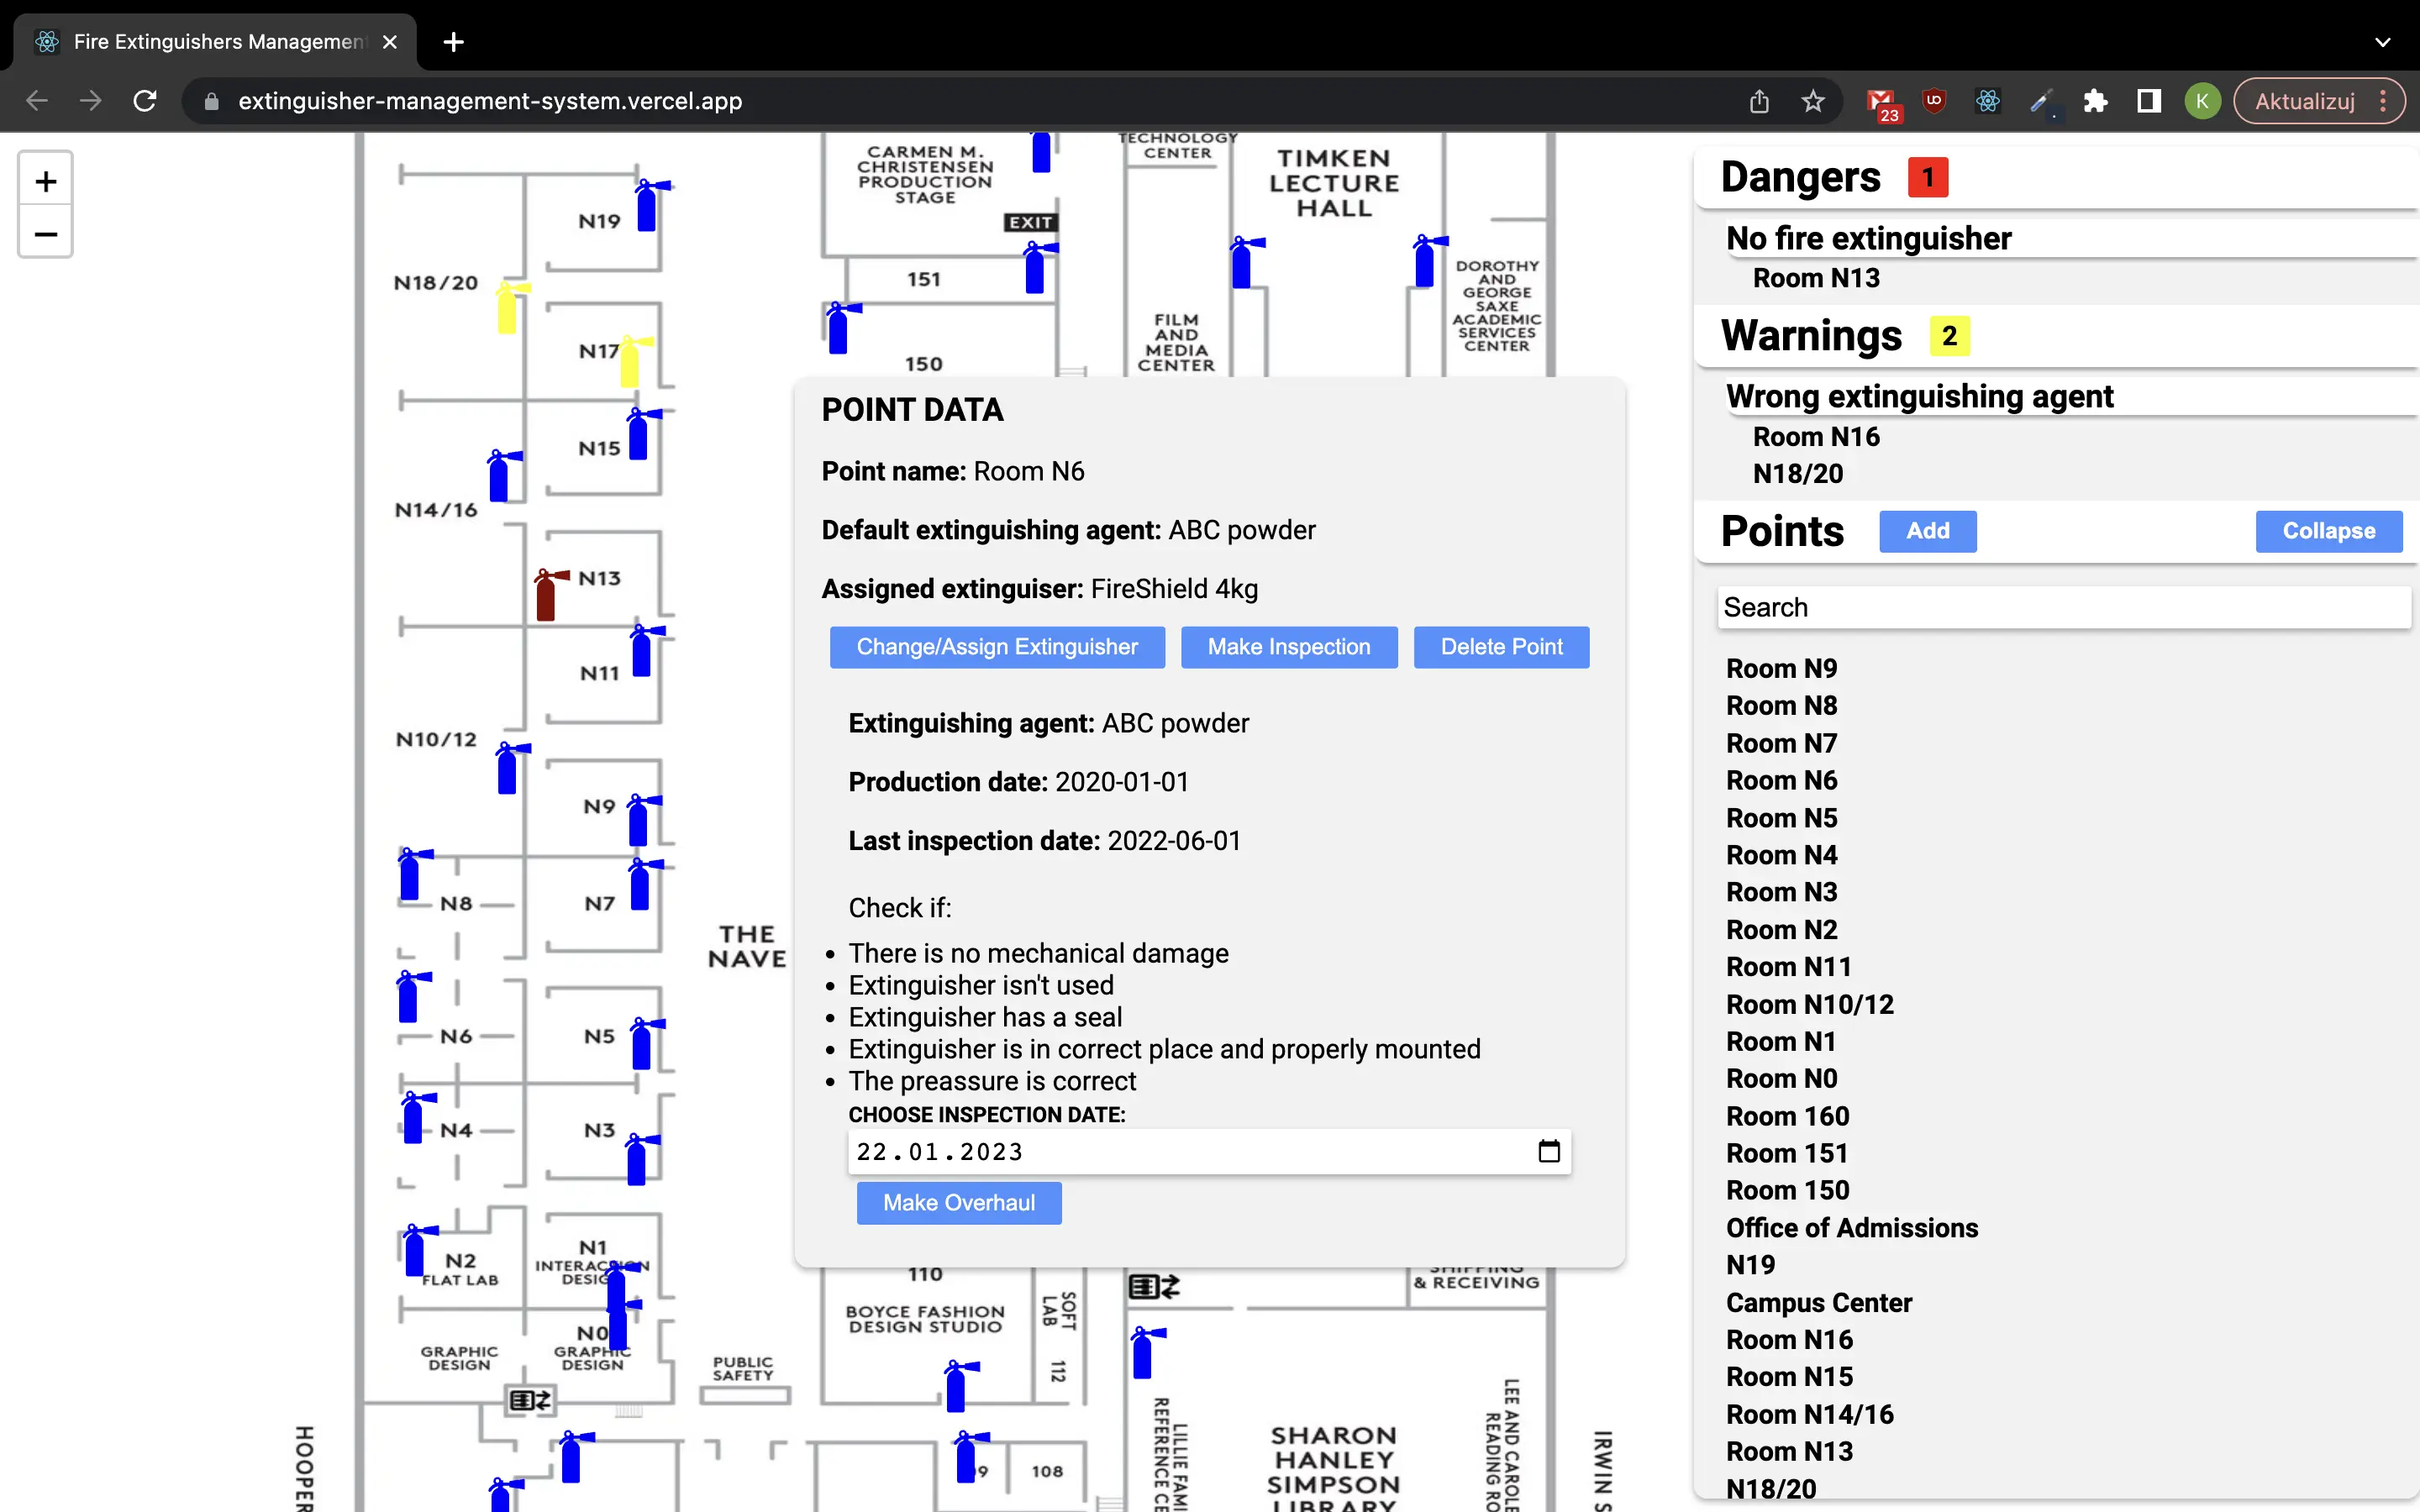 Fire Extinguishers Managemen
extinguisher-management-system.vercel.app
23
K
Aktualizuj
+
−
N19
N18/20
N17
N15
N14/16
N13
N11
N10/12
N9
N8
N7
THE
NAVE
N6
N5
N4
N3
N2
FLAT LAB
N1
GRAPHIC
DESIGN
N0
GRAPHIC
DESIGN
PUBLIC
SAFETY
HOOPER
CARMEN M.
CHRISTENSEN
PRODUCTION
STAGE
EXIT
151
150
TECHNOLOGY
CENTER
TIMKEN
LECTURE
HALL
FILM
AND
MEDIA
CENTER
DOROTHY
AND
GEORGE
SAXE
ACADEMIC
SERVICES
CENTER
POINT DATA
Point name: Room N6
Default extinguishing agent: ABC powder
Assigned extinguiser: FireShield 4kg
Change/Assign Extinguisher
Make Inspection
Delete Point
Extinguishing agent: ABC powder
Production date: 2020-01-01
Last inspection date: 2022-06-01
Check if:
• There is no mechanical damage
• Extinguisher isn't used
• Extinguisher has a seal
• Extinguisher is in correct place and properly mounted
• The preassure is correct
CHOOSE INSPECTION DATE:
22.01.2023
Make Overhaul
110
BOYCE FASHION
DESIGN STUDIO
SOFT
LAB
112
SHIPPING
& RECEIVING
108
LILLIE FAMI
REFERENCE CE
SHARON
HANLEY
SIMPSON
LIBRARY
LEE AND CAROLE
READING RO
IRWIN S
Dangers 1
No fire extinguisher
Room N13
Warnings 2
Wrong extinguishing agent
Room N16
N18/20
Points
Add
Collapse
Search
Room N9
Room N8
Room N7
Room N6
Room N5
Room N4
Room N3
Room N2
Room N11
Room N10/12
Room N1
Room N0
Room 160
Room 151
Room 150
Office of Admissions
N19
Campus Center
Room N16
Room N15
Room N14/16
Room N13
N18/20